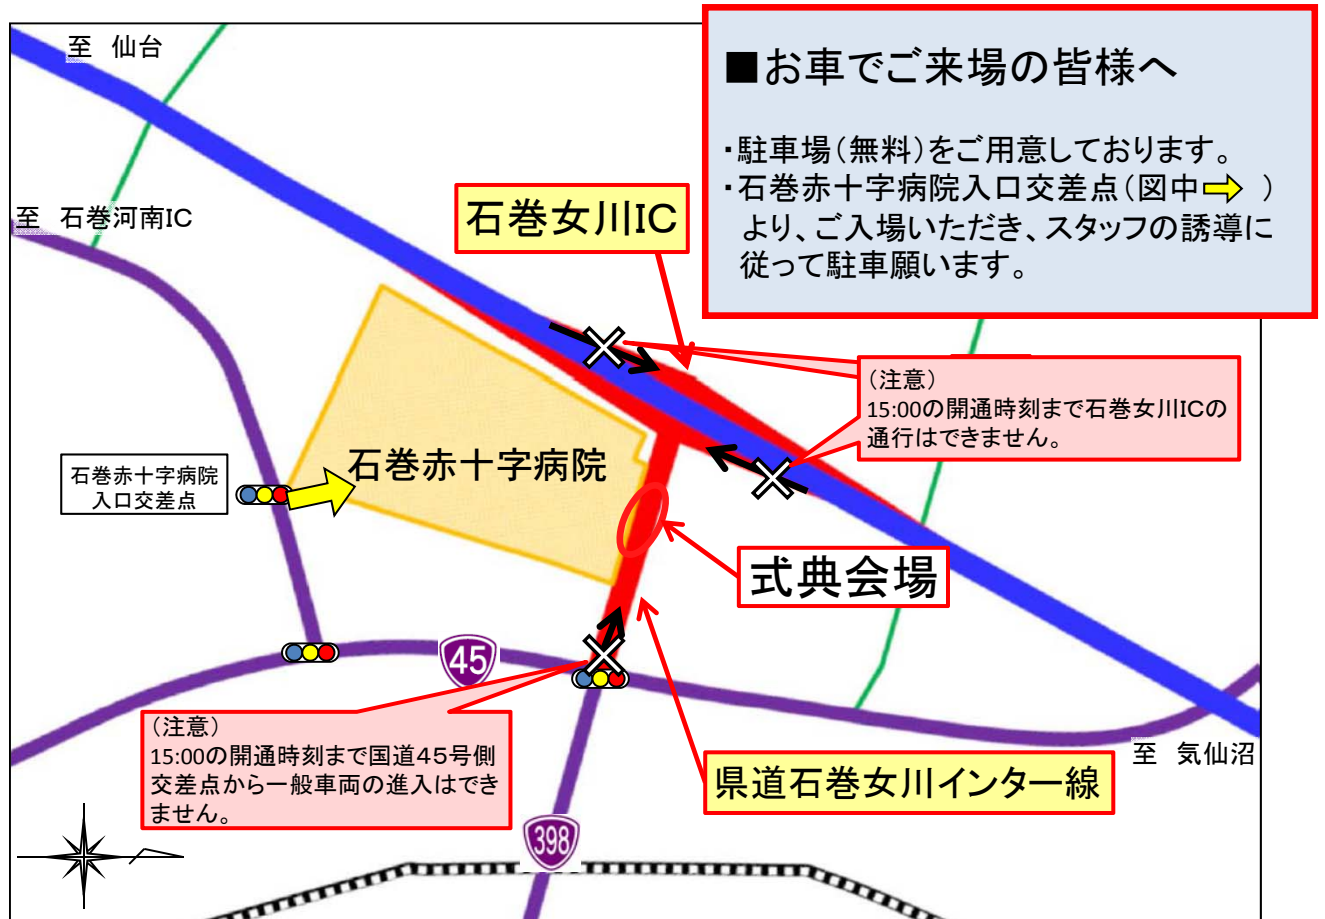 至　仙台
■お車でご来場の皆様へ
・駐車場(無料)をご用意しております。
・石巻赤十字病院入口交差点(図中　　)
より、ご入場いただき、スタッフの誘導に
従って駐車願います。
至　石巻河南IC
石巻女川IC
(注意)
15:00の開通時刻まで石巻女川ICの
通行はできません。
石巻赤十字病院
石巻赤十字病院
入口交差点
式典会場
45
(注意)
15:00の開通時刻まで国道45号側
交差点から一般車両の進入はでき
ません。
至　気仙沼
県道石巻女川インター線
398